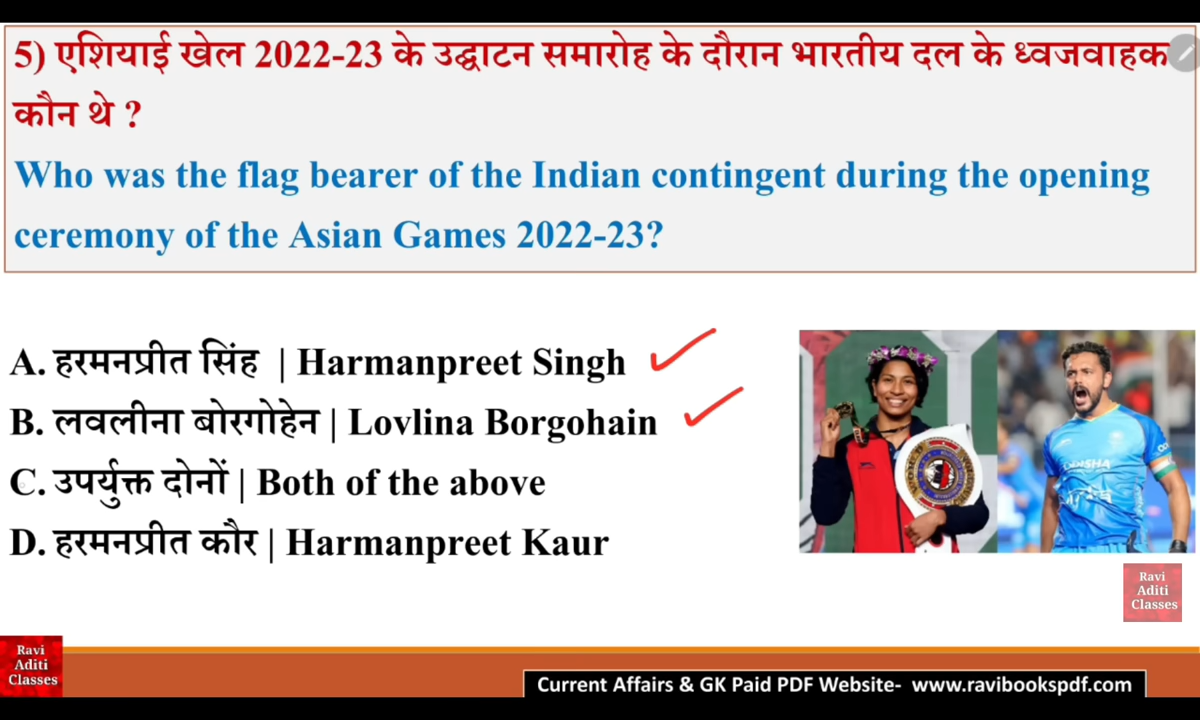 5) एशियाई खेल 2022-23 के उद्घाटन समारोह के दौरान भारतीय दल के ध्वजवाहक
कौन थे ?
Who was the flag bearer of the Indian contingent during the opening
ceremony of the Asian Games 2022-23?
A. हरमनप्रीत सिंह | Harmanpreet Singh
B. लवलीना बोरगोहेन | Lovlina Borgohain
C. उपर्युक्त दोनों | Both of the above
D. हरमनप्रीत कौर | Harmanpreet Kaur
ODISHA
Ravi
Aditi
Classes
Ravi
Aditi
Classes
Current Affairs & GK Paid PDF Website- www.ravibookspdf.com